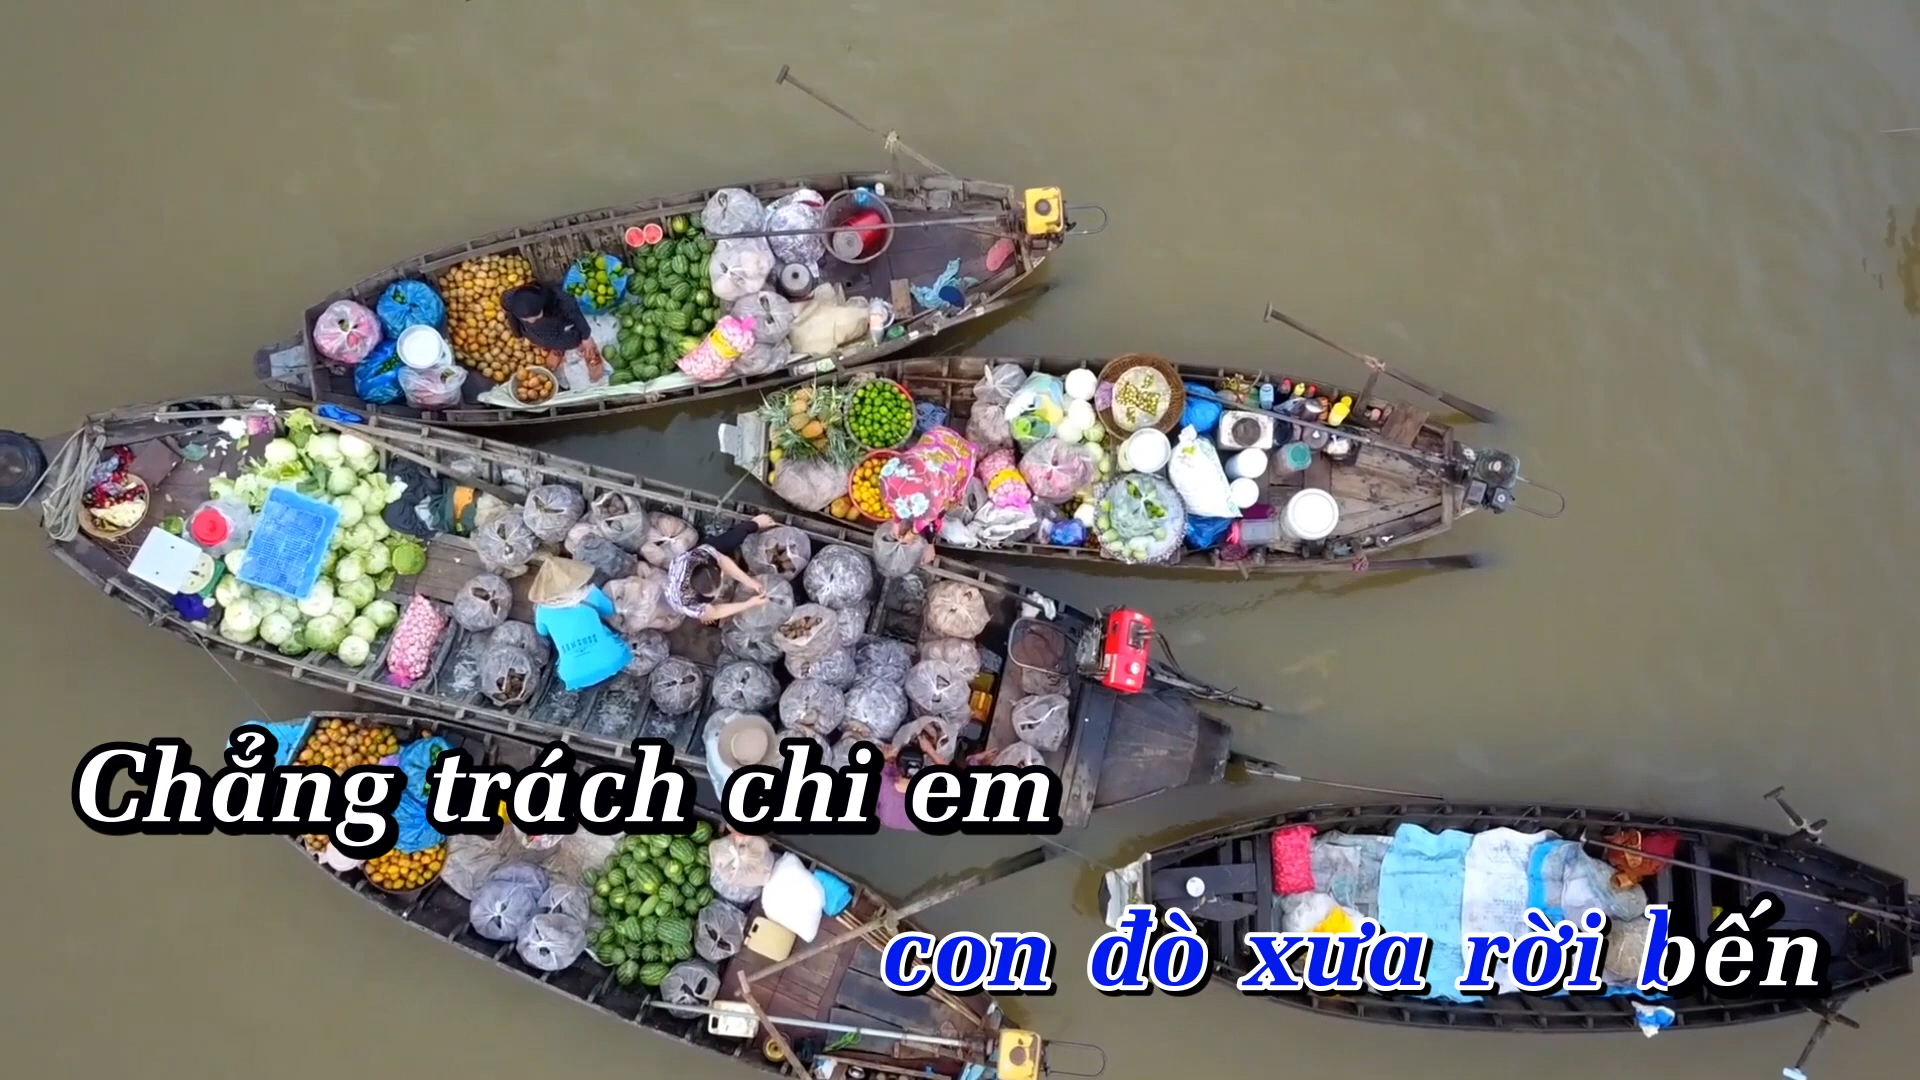 Chẳng trách chi em
con đò xưa rời bến